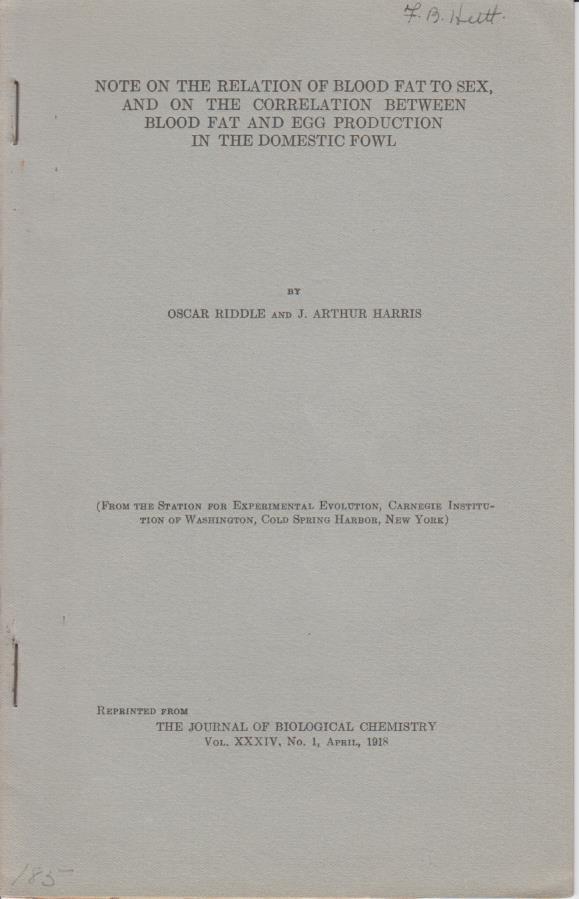 F. B. Hutt.
NOTE ON THE RELATION OF BLOOD FAT TO SEX,
AND ON THE CORRELATION BETWEEN
BLOOD FAT AND EGG PRODUCTION
IN THE DOMESTIC FOWL
BY
OSCAR RIDDLE AND J. ARTHUR HARRIS
(FROM THE STATION FOR EXPERIMENTAL EVOLUTION, CARNEGIE INSTITU-
TION OF WASHINGTON, COLD SPRING HARBOR, NEW YORK)
REPRINTED FROM
THE JOURNAL OF BIOLOGICAL CHEMISTRY
VOL. XXXIV, NO. 1, APRIL, 1918
185